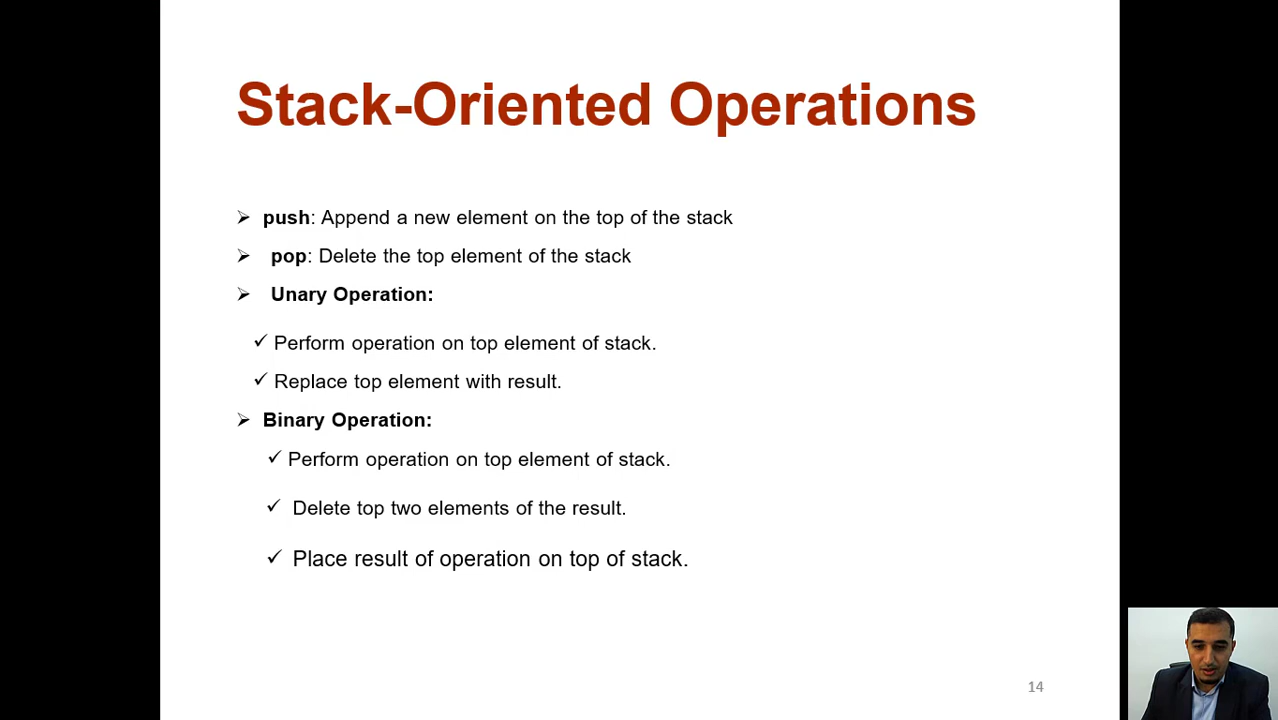 Stack-Oriented Operations
➢ push: Append a new element on the top of the stack
➢ pop: Delete the top element of the stack
➢ Unary Operation:
✓ Perform operation on top element of stack.
✓ Replace top element with result.
➢ Binary Operation:
✓ Perform operation on top element of stack.
✓ Delete top two elements of the result.
✓ Place result of operation on top of stack.
14